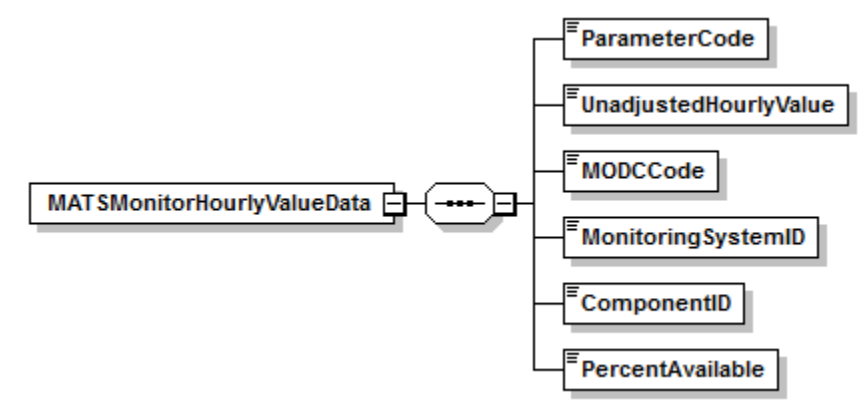 ParameterCode
UnadjustedHourlyValue
MODCCode
MATSMonitorHourlyValueData
MonitoringSystemID
ComponentID
PercentAvailable